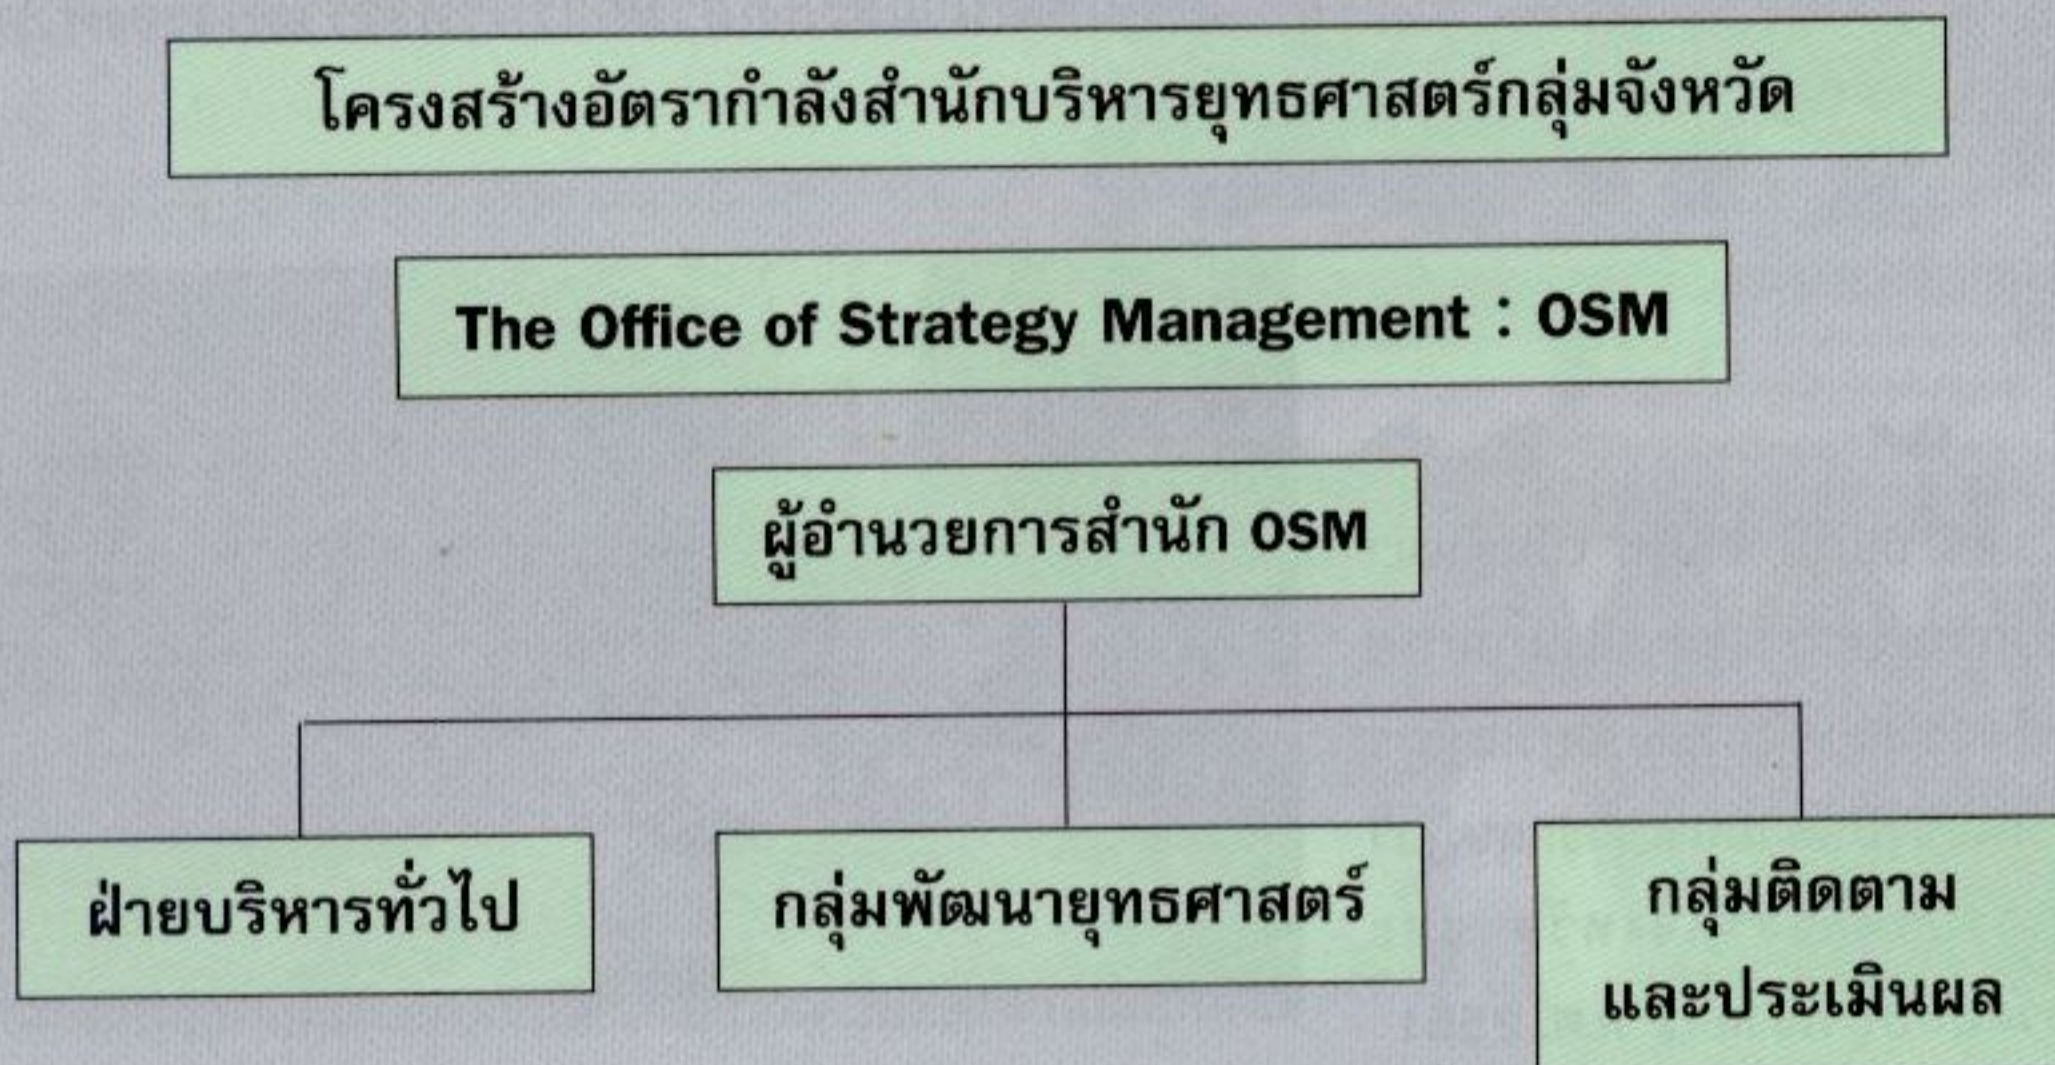 โครงสร้างอัตรากำลังสำนักบริหารยุทธศาสตร์กลุ่มจังหวัด
The Office of Strategy Management : OSM
ผู้อำนวยการสำนัก OSM
ฝ่ายบริหารทั่วไป
กลุ่มพัฒนายุทธศาสตร์
กลุ่มติดตาม
และประเมินผล